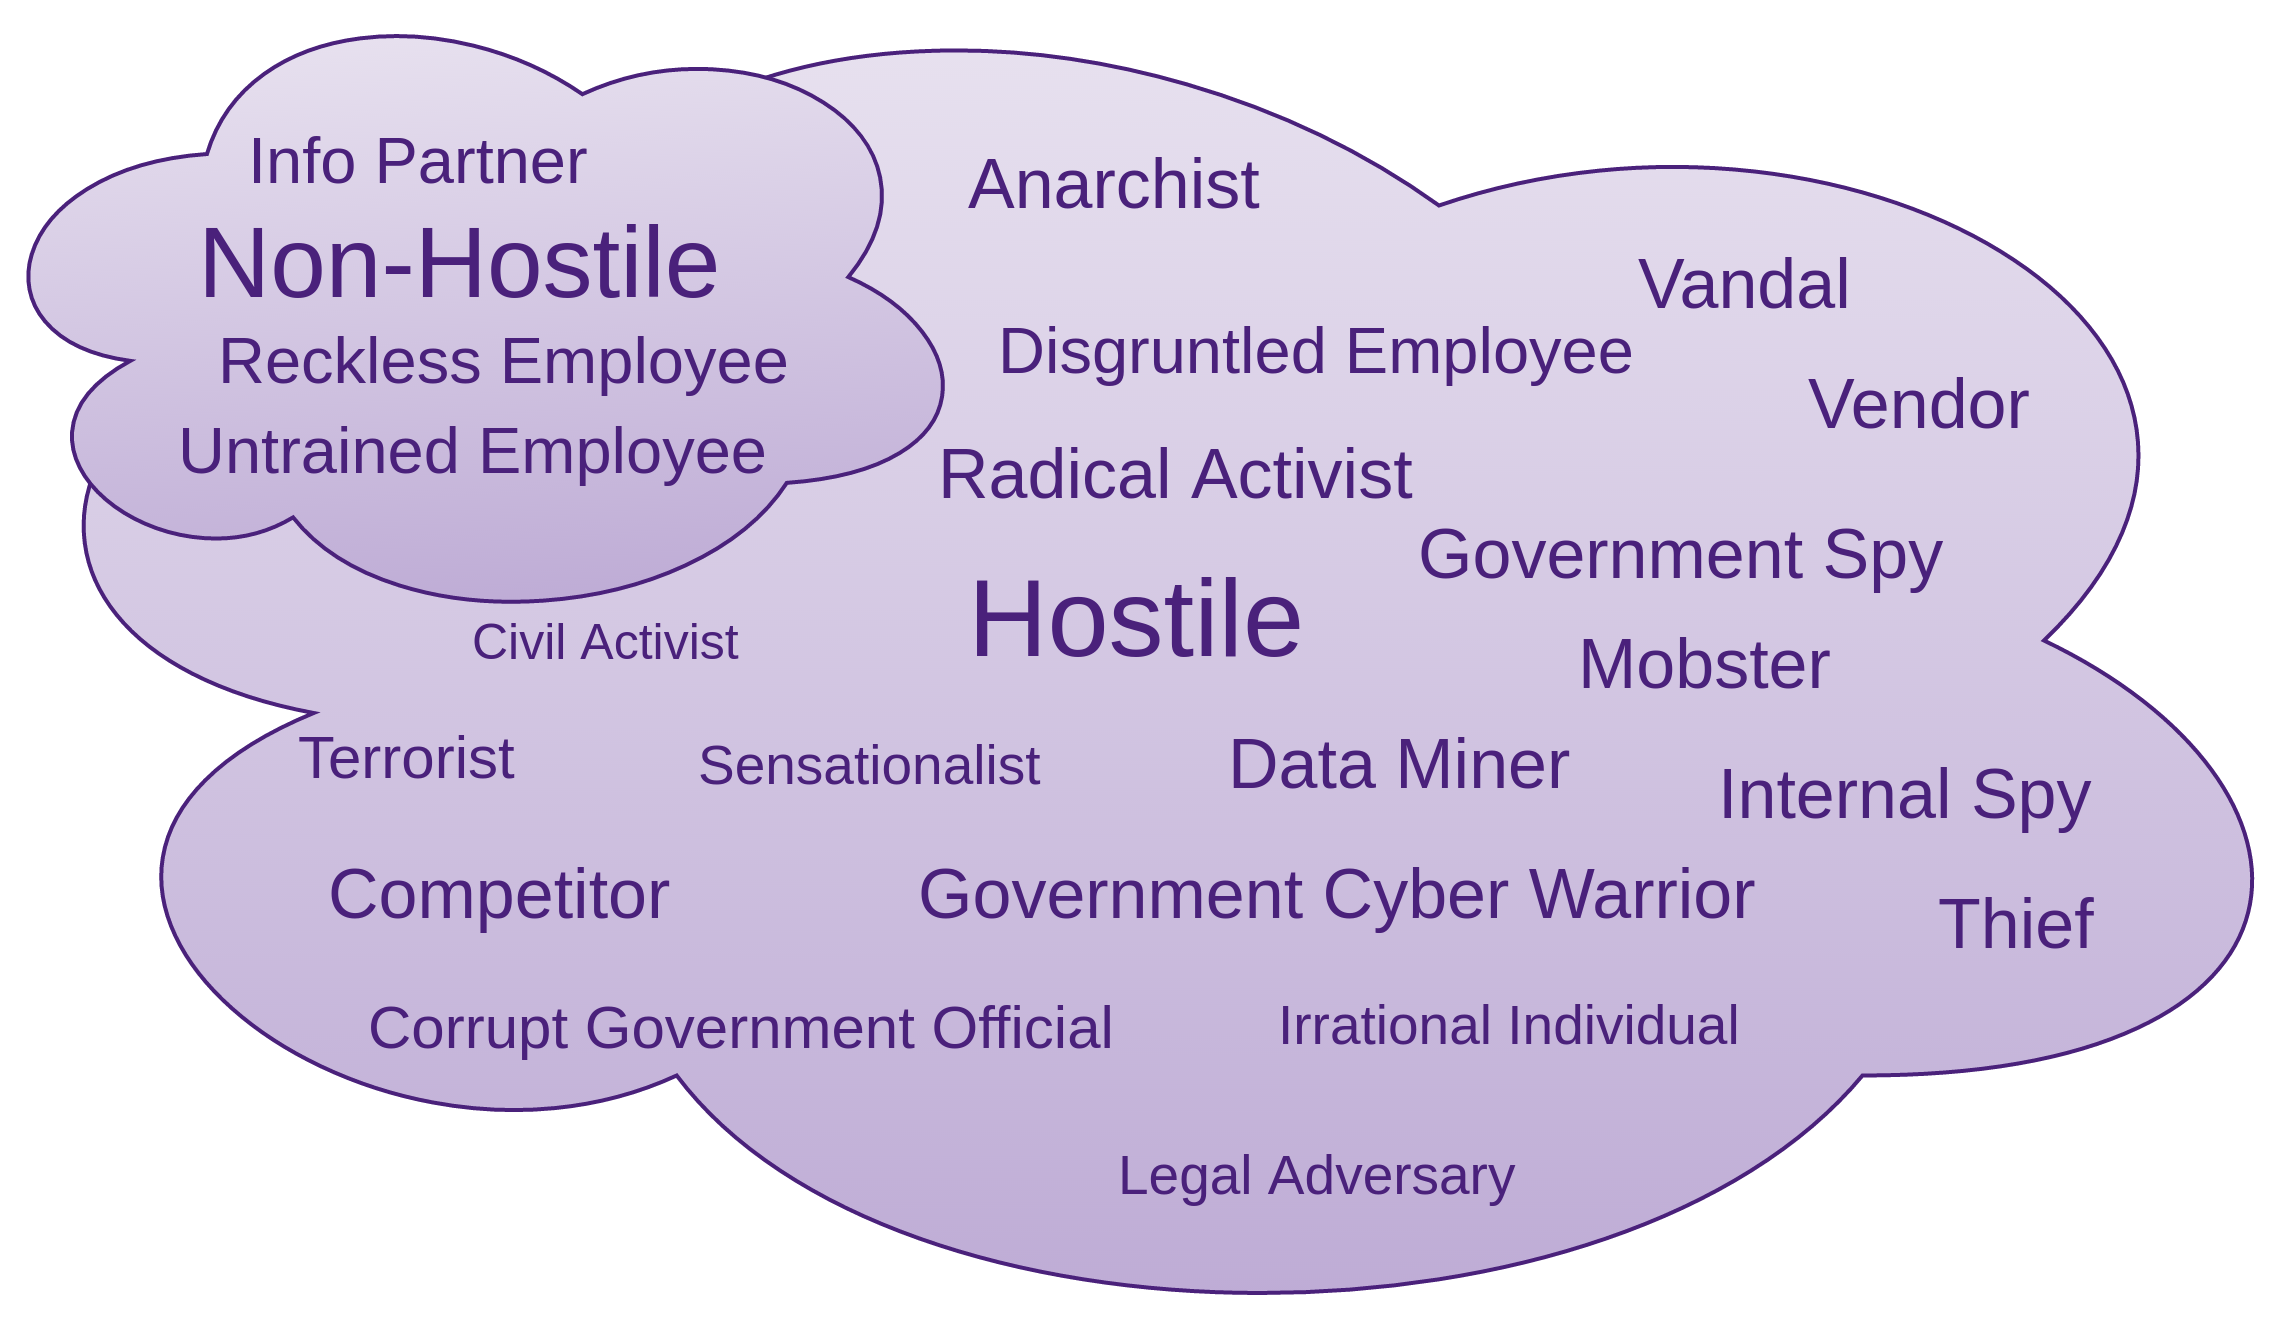 Info Partner
Non-Hostile
Reckless Employee
Untrained Employee
Anarchist
Vandal
Disgruntled Employee
Vendor
Radical Activist
Government Spy
Hostile
Civil Activist
Mobster
Terrorist
Sensationalist
Data Miner
Internal Spy
Competitor
Government Cyber Warrior
Thief
Corrupt Government Official
Irrational Individual
Legal Adversary